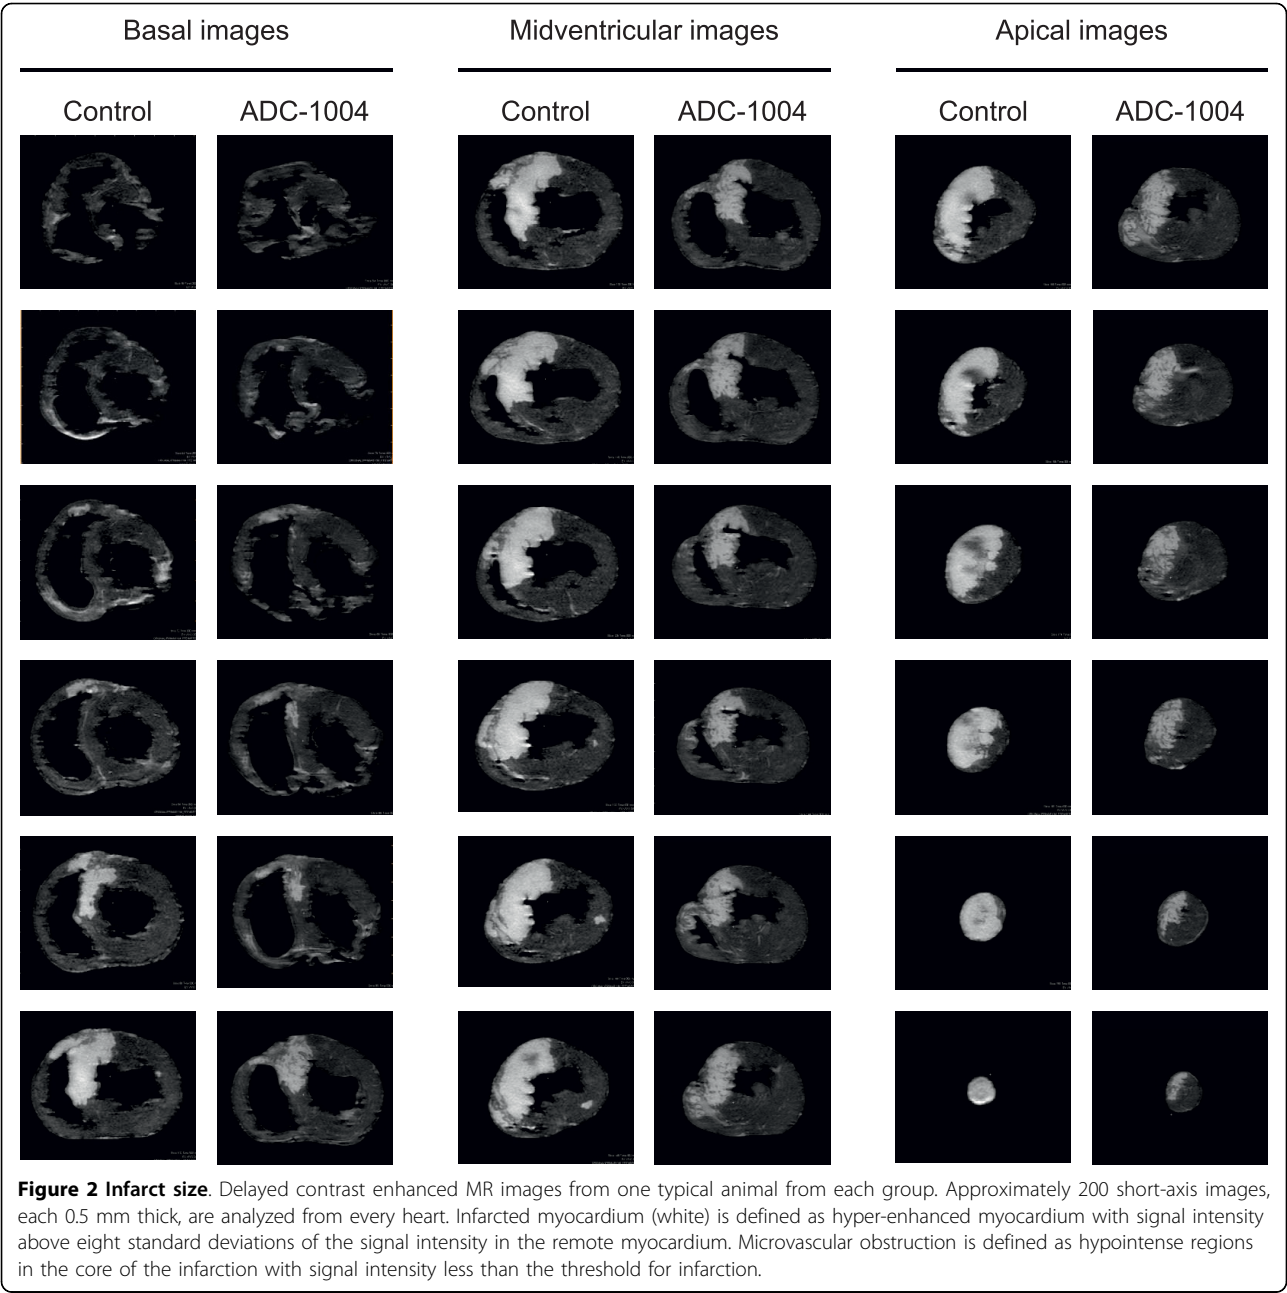 Basal images
Midventricular images
Apical images
Control
ADC-1004
Control
ADC-1004
Control
ADC-1004
Figure 2 Infarct size. Delayed contrast enhanced MR images from one typical animal from each group. Approximately 200 short-axis images,
each 0.5 mm thick, are analyzed from every heart. Infarcted myocardium (white) is defined as hyper-enhanced myocardium with signal intensity
above eight standard deviations of the signal intensity in the remote myocardium. Microvascular obstruction is defined as hypointense regions
in the core of the infarction with signal intensity less than the threshold for infarction.